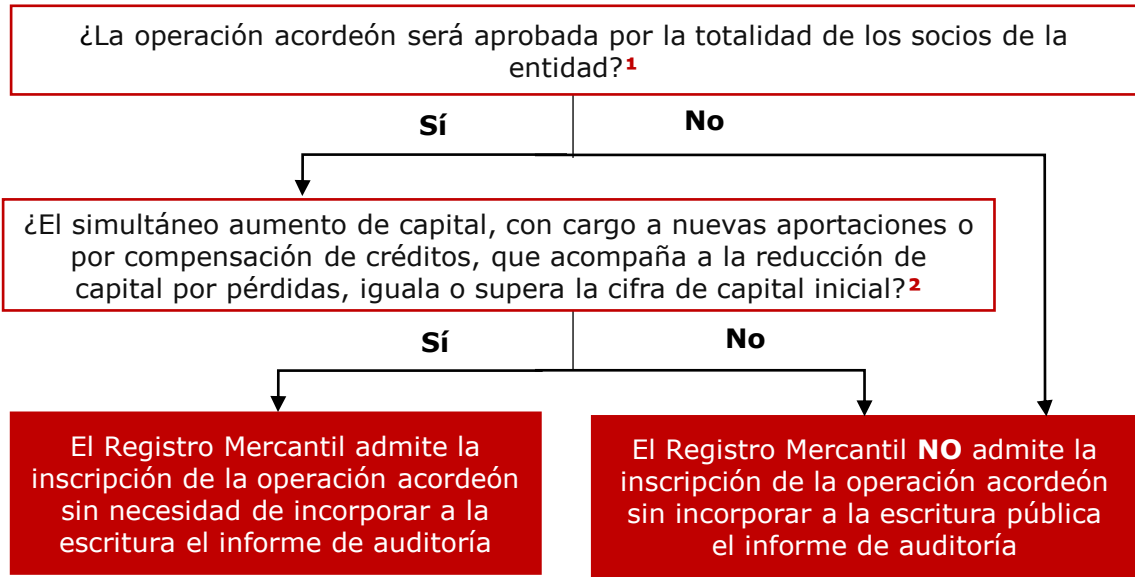 ¿La operación acordeón será aprobada por la totalidad de los socios de la
entidad?¹
Sí
No
¿El simultáneo aumento de capital, con cargo a nuevas aportaciones o
por compensación de créditos, que acompaña a la reducción de
capital por pérdidas, iguala o supera la cifra de capital inicial?²
Sí
No
El Registro Mercantil admite la
inscripción de la operación acordeón
sin necesidad de incorporar a la
escritura el informe de auditoría
El Registro Mercantil NO admite la
inscripción de la operación acordeón
sin incorporar a la escritura pública
el informe de auditoría